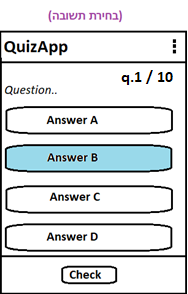 (בחירת תשובה)
QuizApp
q.1 / 10
Question..
Answer A
Answer B
Answer C
Answer D
Check